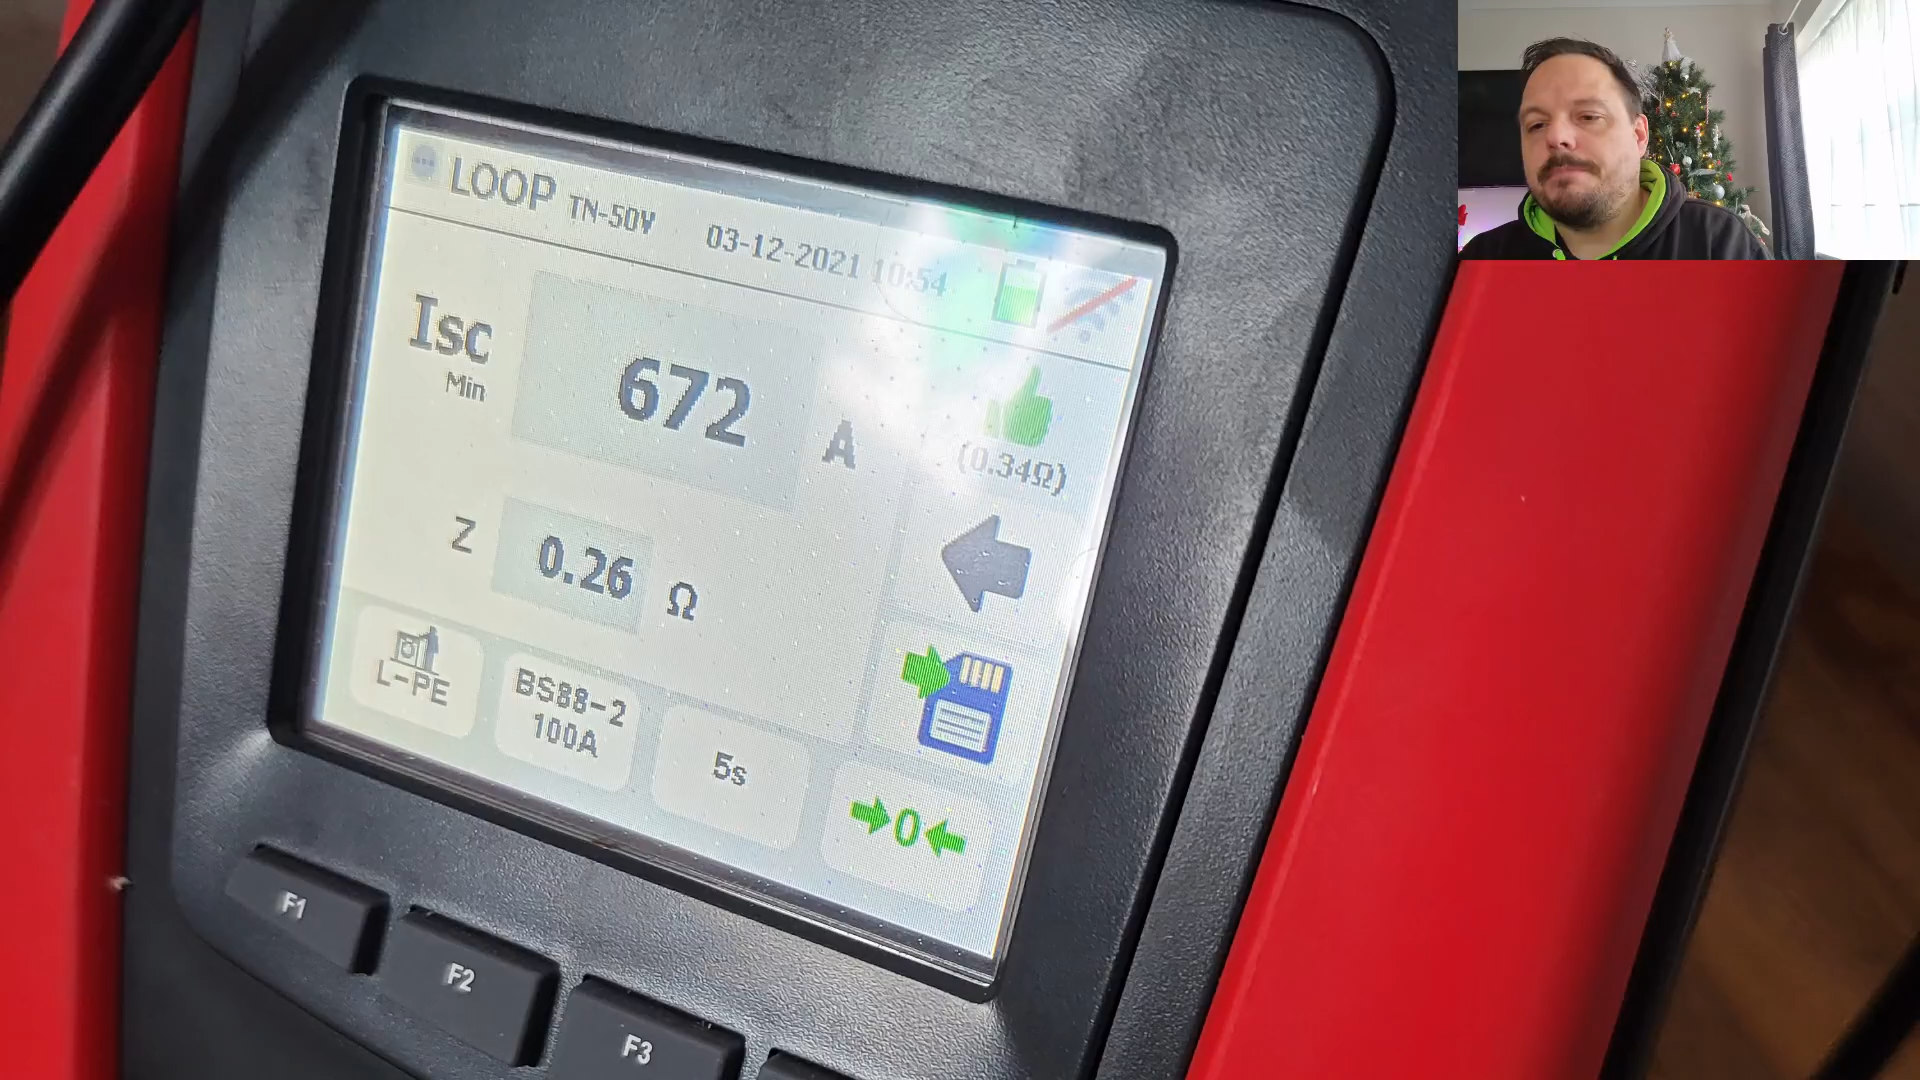 LOOP TN-50V 03-12-2021 10:54
Isc 672 A
Min
(0.34Ω)
Z 0.26 Ω
L-PE
BS88-2
100A
5s
0
F1
F2
F3